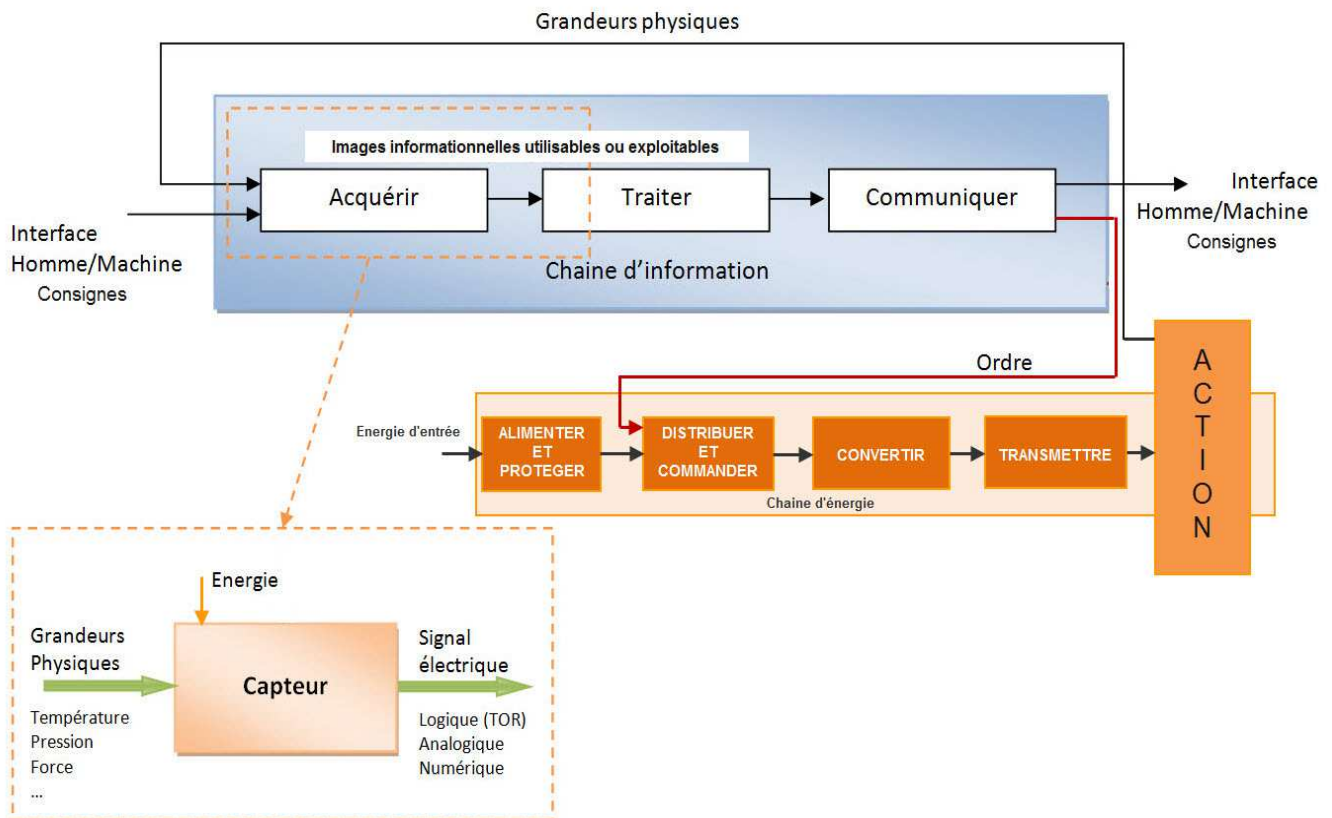 Grandeurs physiques
Images informationnelles utilisables ou exploitables
Acquérir
Traiter
Communiquer
Interface
Homme/Machine
Consignes
Interface
Homme/Machine
Consignes
Chaine d'information
Ordre
Energie d'entrée
ALIMENTER
ET
PROTEGER
DISTRIBUER
ET
COMMANDER
CONVERTIR
TRANSMETTRE
Chaine d'énergie
A
C
T
I
O
N
Energie
Grandeurs
Physiques
Capteur
Signal
électrique
Température
Pression
Force
...
Logique (TOR)
Analogique
Numérique